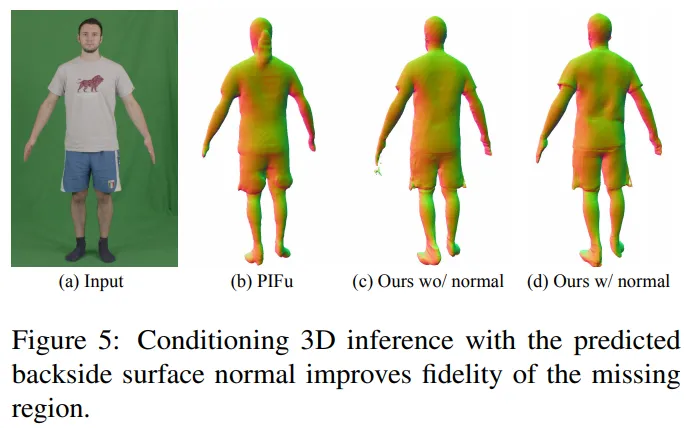 (a) Input
(b) PIFu
(c) Ours wo/ normal
(d) Ours w/ normal
Figure 5: Conditioning 3D inference with the predicted
backside surface normal improves fidelity of the missing
region.